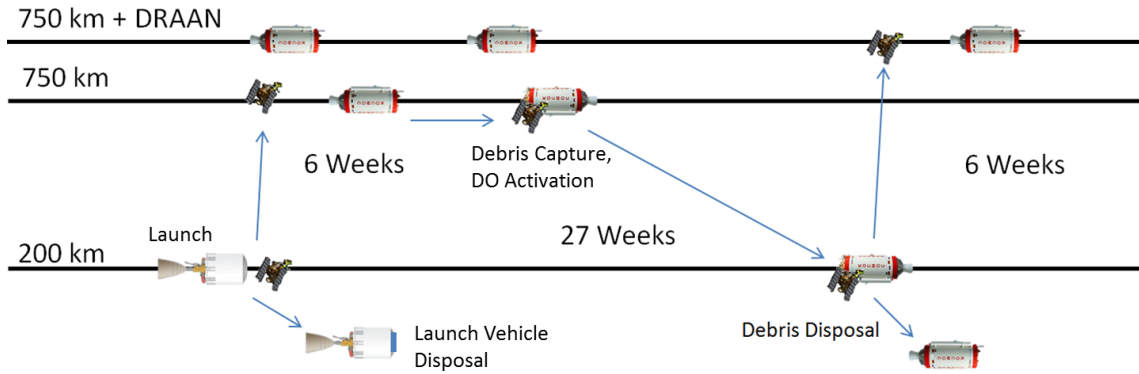 750 km + DRAAN
750 km
6 Weeks
Debris Capture,
DO Activation
6 Weeks
Launch
200 km
27 Weeks
Launch Vehicle
Disposal
Debris Disposal